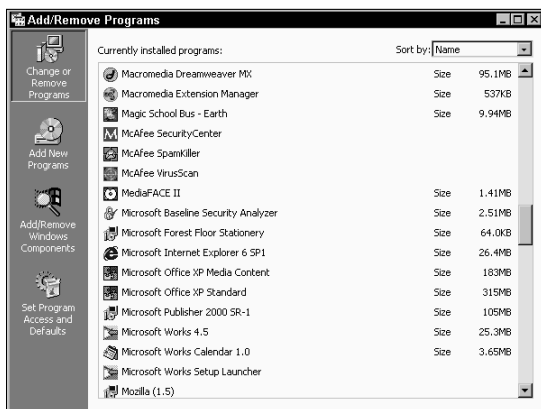 Add/Remove Programs
Change or
Remove
Programs
Add New
Programs
Add/Remove
Windows
Components
Set Program
Access and
Defaults
Currently installed programs:
Sort by: Name
Macromedia Dreamweaver MX Size 95.1MB
Macromedia Extension Manager Size 537KB
Magic School Bus - Earth Size 9.94MB
McAfee SecurityCenter
McAfee SpamKiller
McAfee VirusScan
MediaFACE II Size 1.41MB
Microsoft Baseline Security Analyzer Size 2.51MB
Microsoft Forest Floor Stationery Size 64.0KB
Microsoft Internet Explorer 6 SP1 Size 26.4MB
Microsoft Office XP Media Content Size 183MB
Microsoft Office XP Standard Size 315MB
Microsoft Publisher 2000 SR-1 Size 105MB
Microsoft Works 4.5 Size 25.3MB
Microsoft Works Calendar 1.0 Size 3.65MB
Microsoft Works Setup Launcher
Mozilla (1.5)